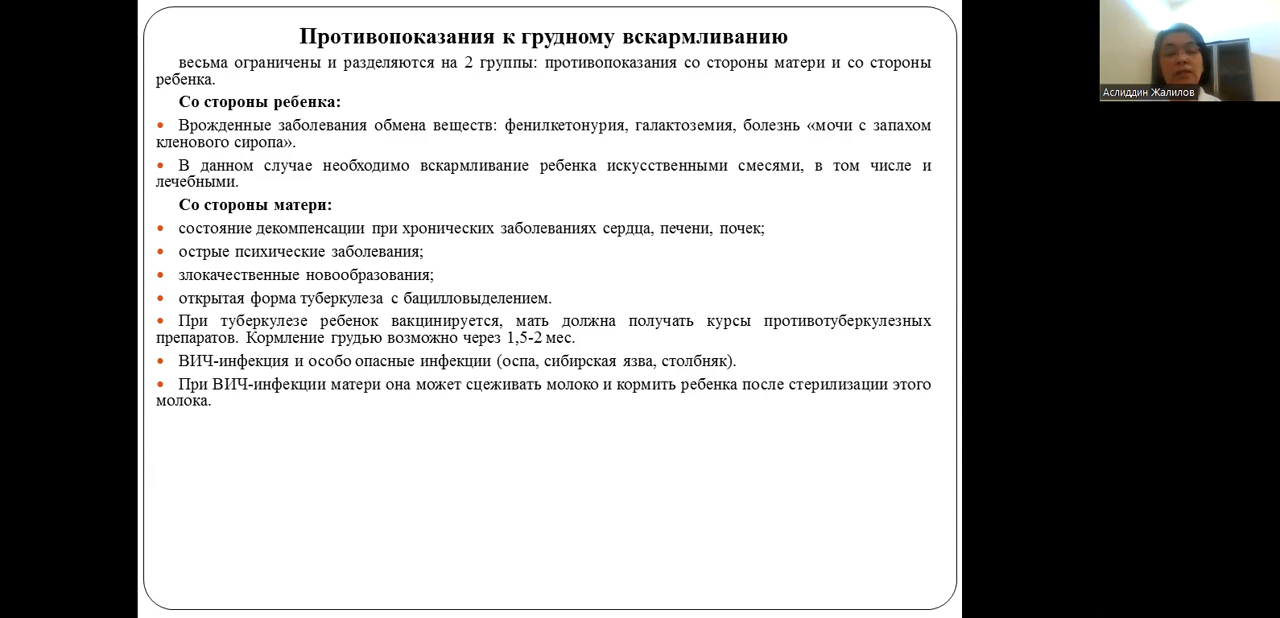 Противопоказания к грудному вскармливанию
весьма ограничены и разделяются на 2 группы: противопоказания со стороны матери и со стороны
ребенка.
Со стороны ребенка:
• Врожденные заболевания обмена веществ: фенилкетонурия, галактоземия, болезнь «мочи с запахом
кленового сиропа».
• В данном случае необходимо вскармливание ребенка искусственными смесями, в том числе и
лечебными.
Со стороны матери:
• состояние декомпенсации при хронических заболеваниях сердца, печени, почек;
• острые психические заболевания;
• злокачественные новообразования;
• открытая форма туберкулеза с бацилловыделением.
• При туберкулезе ребенок вакцинируется, мать должна получать курсы противотуберкулезных
препаратов. Кормление грудью возможно через 1,5-2 мес.
• ВИЧ-инфекция и особо опасные инфекции (оспа, сибирская язва, столбняк).
• При ВИЧ-инфекции матери она может сцеживать молоко и кормить ребенка после стерилизации этого
молока.
Аслиддин Жалилов